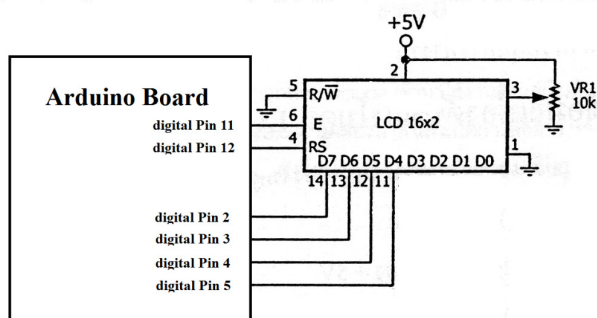 +5V
2
5
R/W̅
3
VR1
10k
Arduino Board
6
E
LCD 16x2
digital Pin 11
4
RS
1
digital Pin 12
D7 D6 D5 D4 D3 D2 D1 D0
14 13 12 11
digital Pin 2
digital Pin 3
digital Pin 4
digital Pin 5